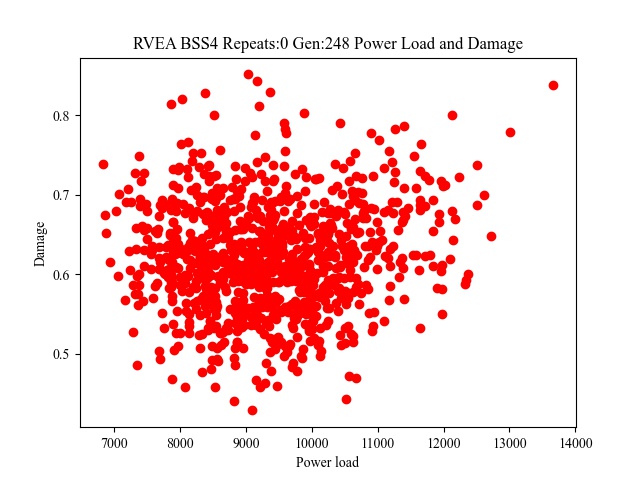 RVEA BSS4 Repeats:0 Gen:248 Power Load and Damage
0.8
0.7
0.6
0.5
Damage
7000 8000 9000 10000 11000 12000 13000 14000
Power load